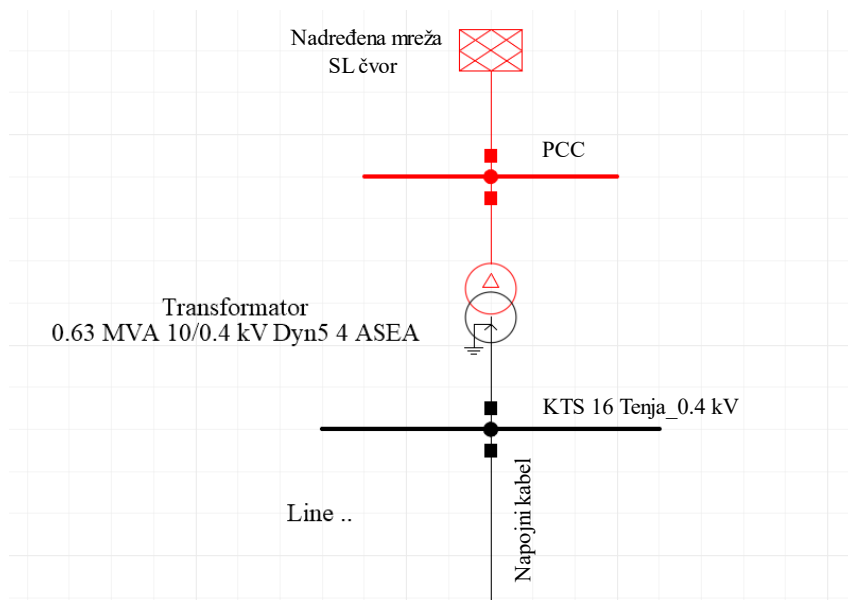 Nadređena mreža
SL čvor
PCC
Transformator
0.63 MVA 10/0.4 kV Dyn5 4 ASEA
KTS 16 Tenja_0.4 kV
Napojni kabel
Line ..